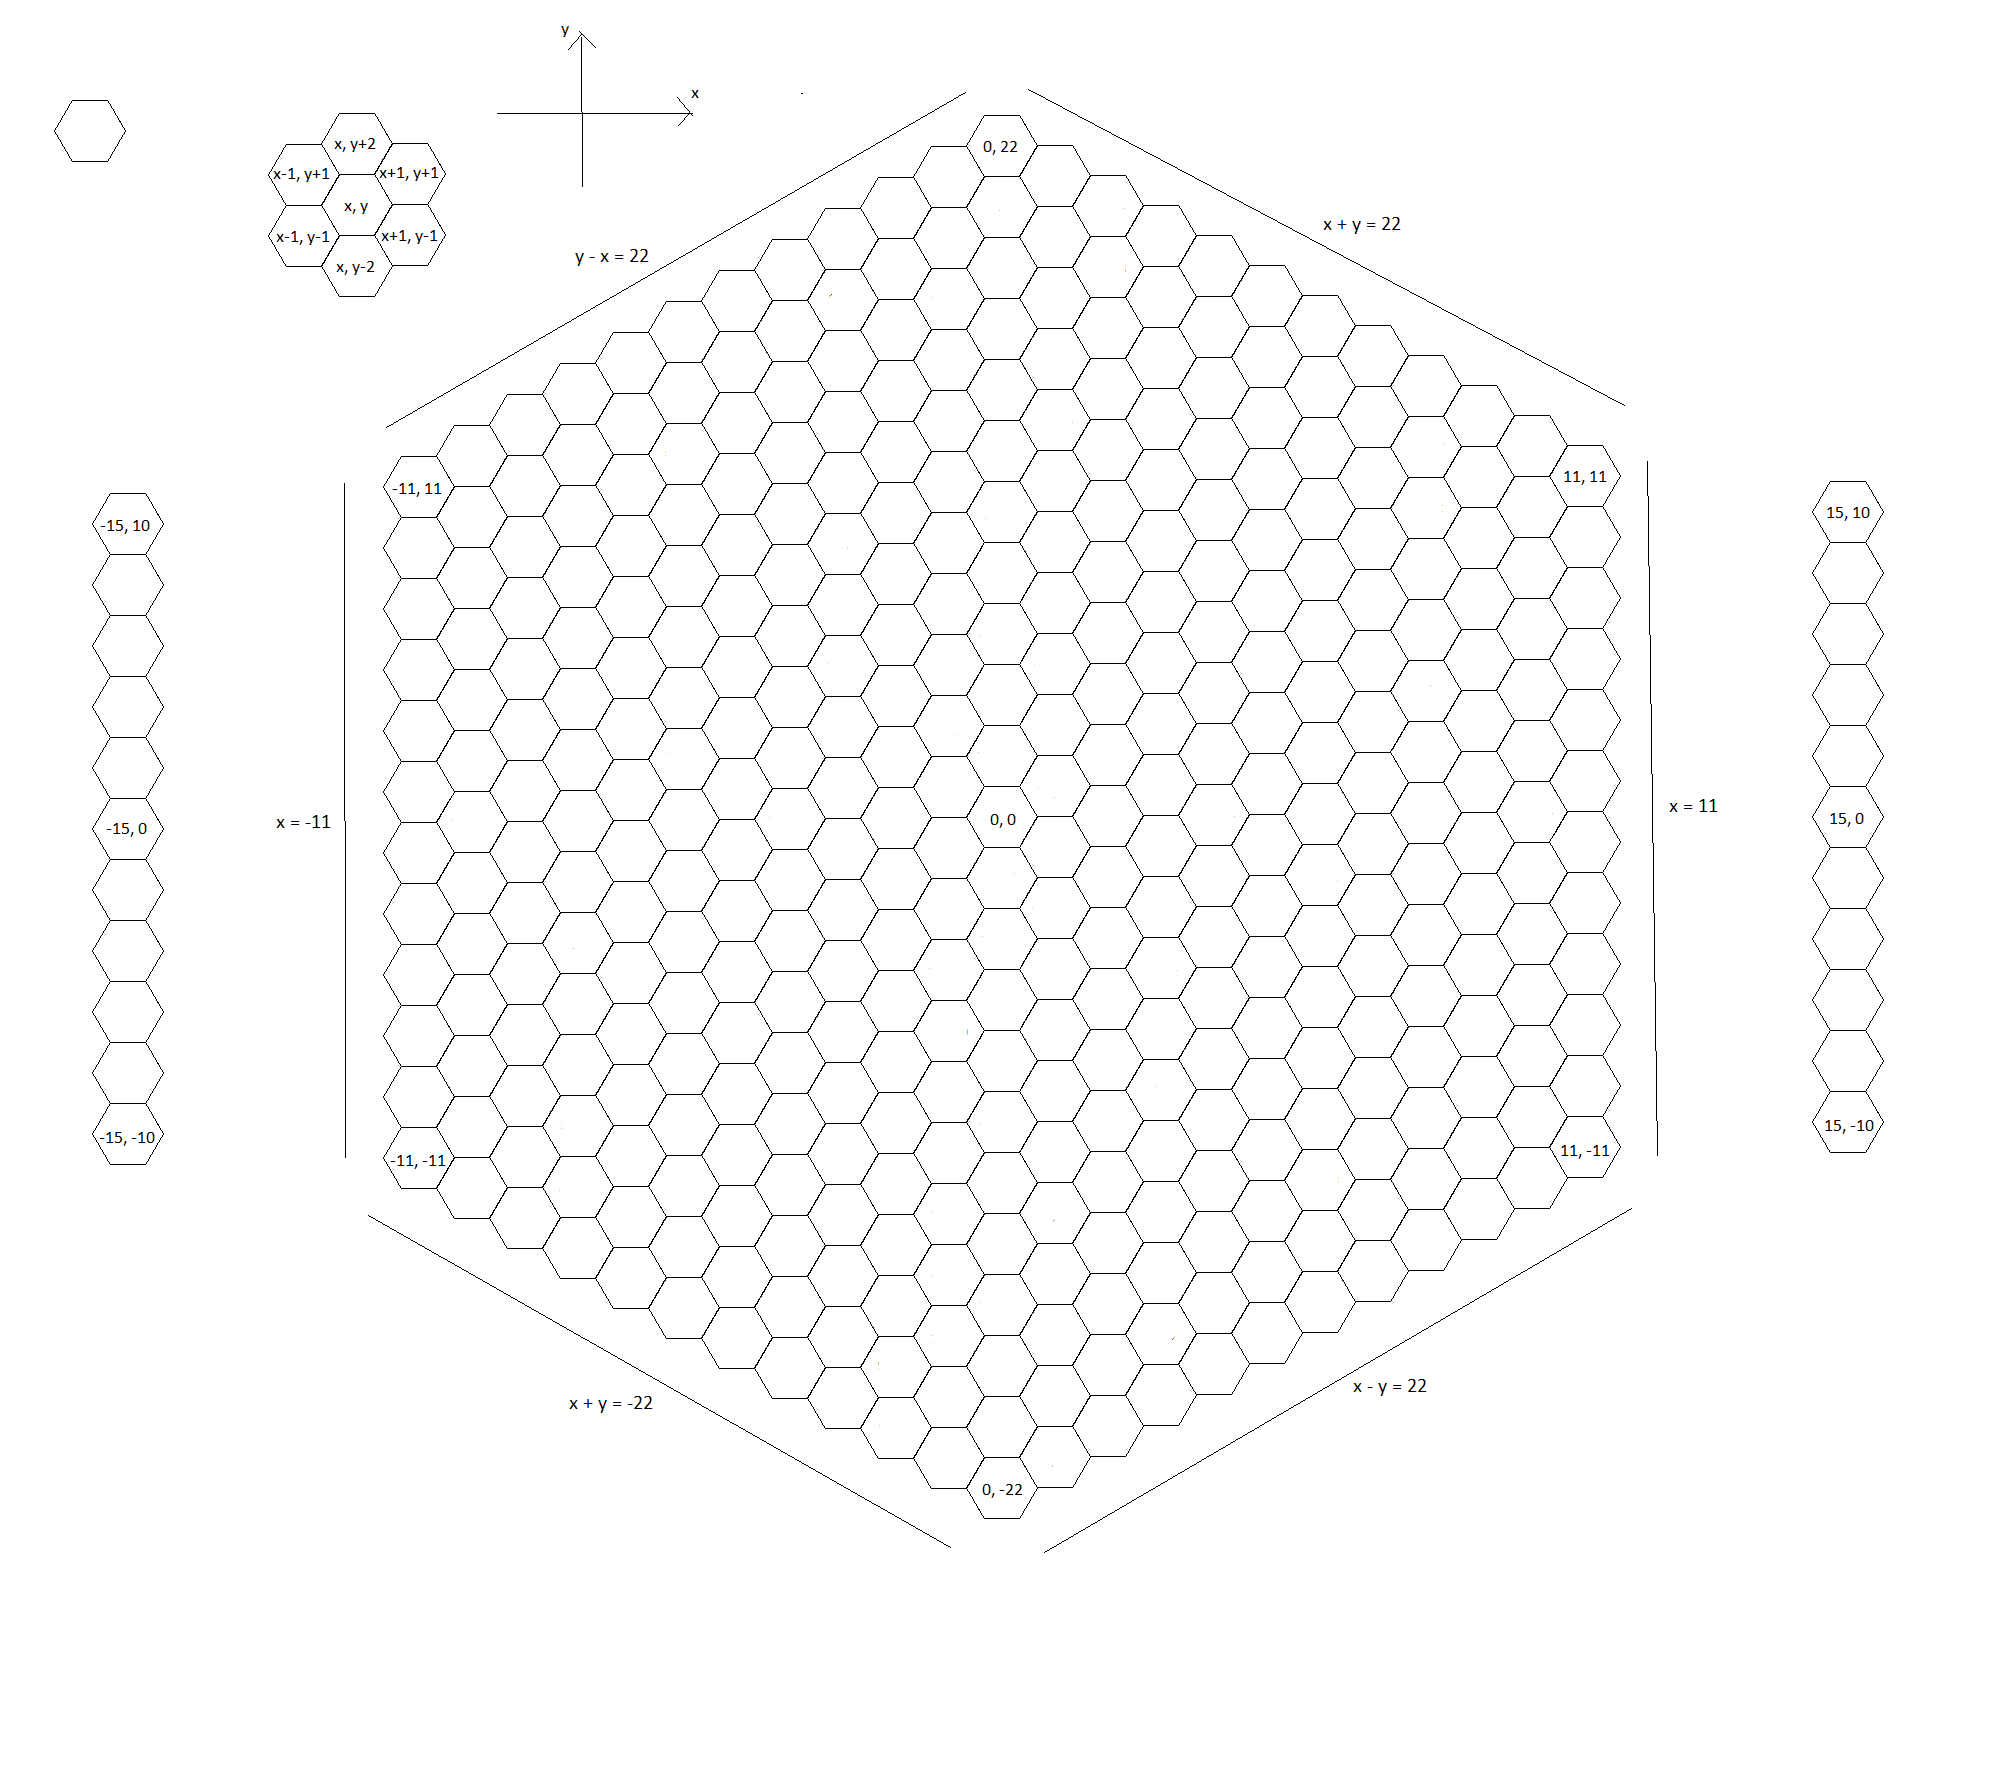 y
x
x, y+2
x-1, y+1
x+1, y+1
x, y
x-1, y-1
x+1, y-1
x, y-2
0, 22
x + y = 22
y - x = 22
-11, 11
11, 11
-15, 10
15, 10
x = -11
-15, 0
0, 0
x = 11
15, 0
-15, -10
-11, -11
11, -11
15, -10
x + y = -22
x - y = 22
0, -22